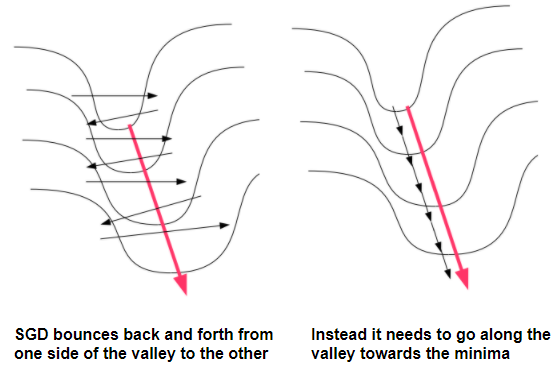 SGD bounces back and forth from
one side of the valley to the other
Instead it needs to go along the
valley towards the minima